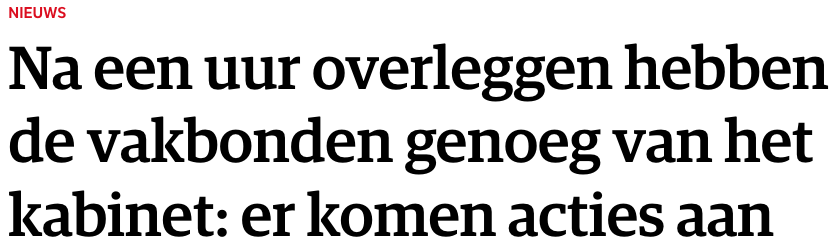 NIEUWS
Na een uur overleggen hebben
de vakbonden genoeg van het
kabinet: er komen acties aan